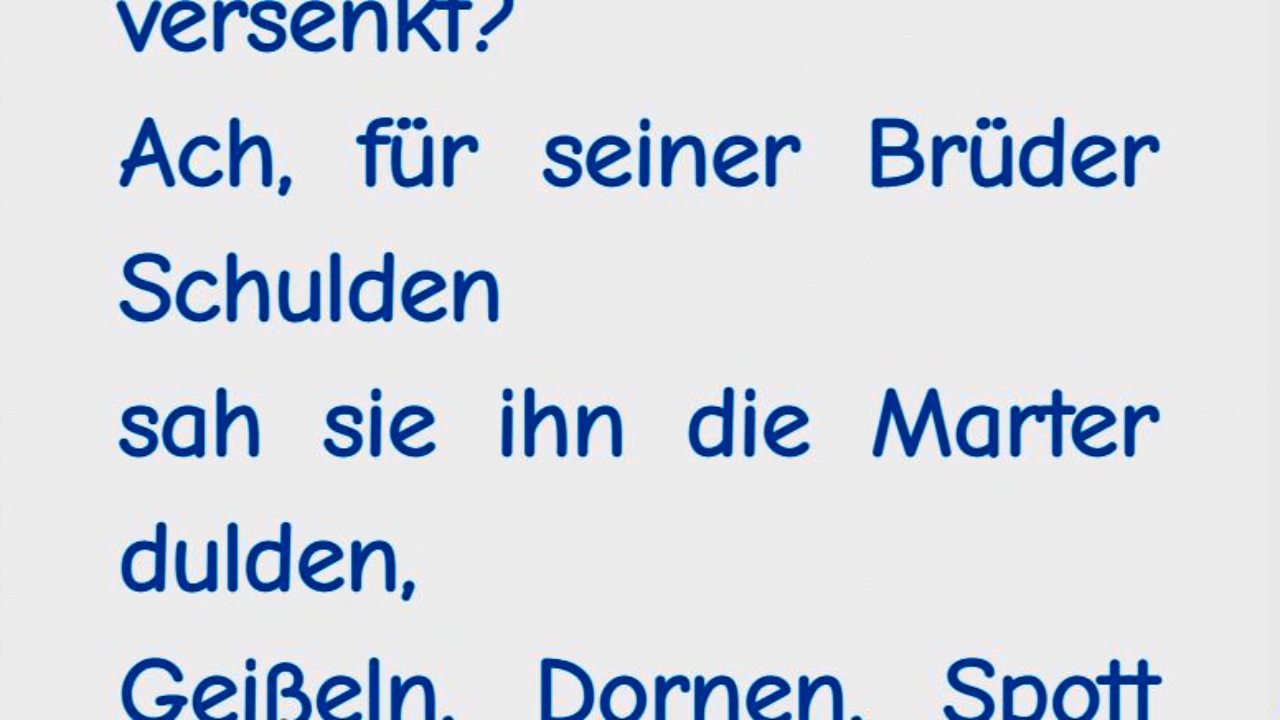 versenkt?
Ach, für seiner Brüder
Schulden
sah sie ihn die Marter
dulden,
Geißeln, Dornen, Spott